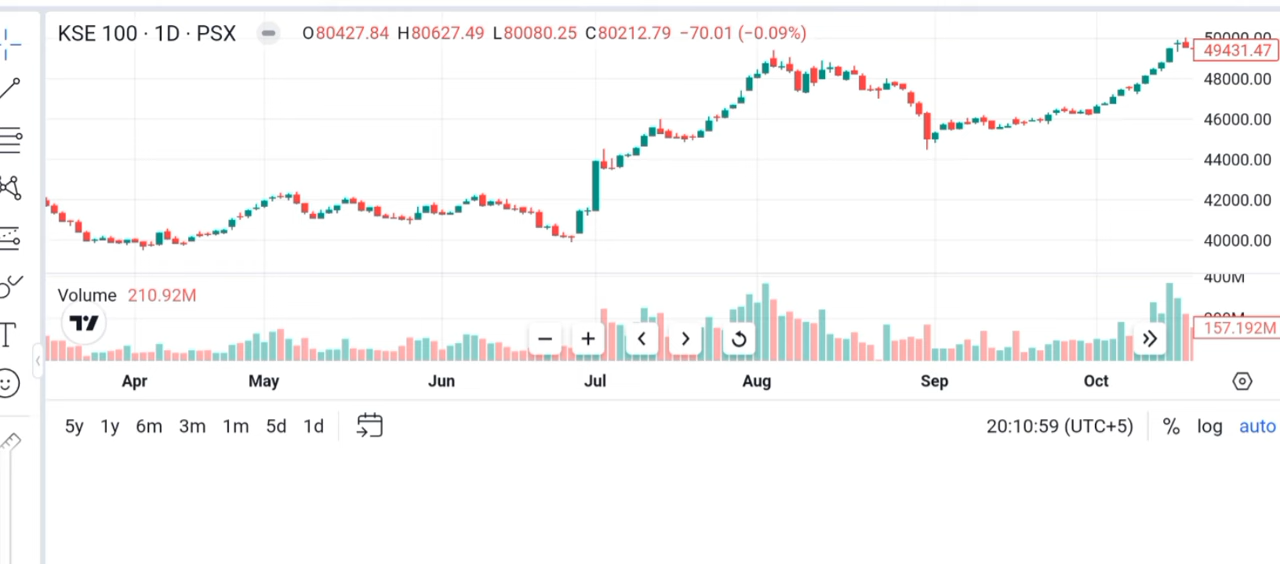 KSE 100 · 1D · PSX O80427.84 H80627.49 L80080.25 C80212.79 −70.01 (−0.09%)
50000.00
49431.47
48000.00
46000.00
44000.00
42000.00
40000.00
400M
Volume 210.92M
200M
157.192M
Apr May Jun Jul Aug Sep Oct
5y 1y 6m 3m 1m 5d 1d 20:10:59 (UTC+5) % log auto